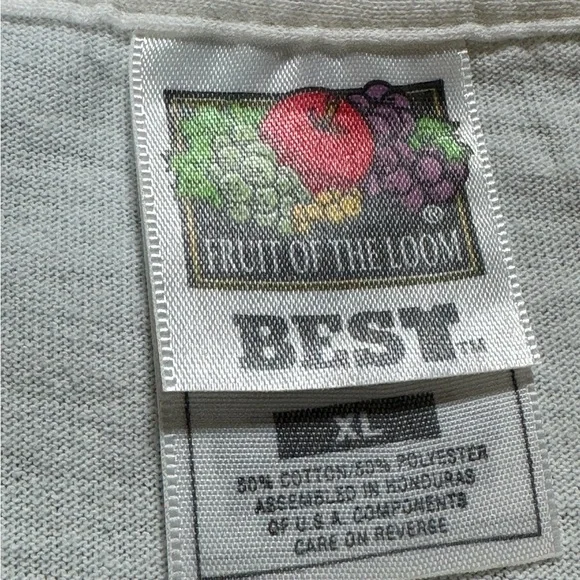 ®
FRUIT OF THE LOOM
BEST™
XL
50% COTTON, 50% POLYESTER
ASSEMBLED IN HONDURAS
OF U.S.A. COMPONENTS
CARE ON REVERSE